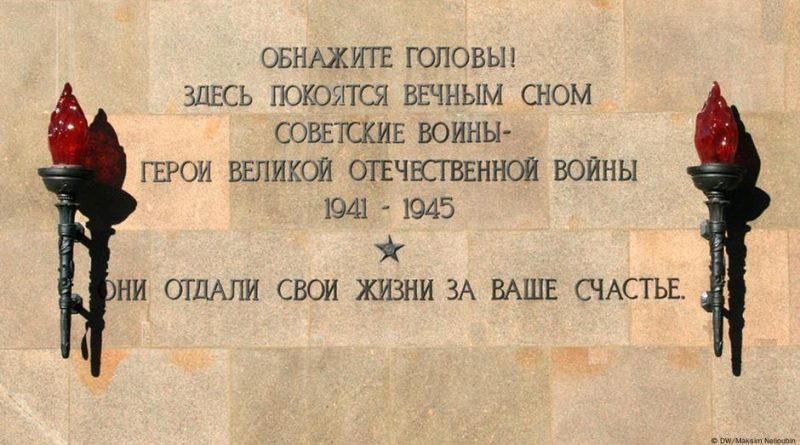 ОБНАЖИТЕ ГОЛОВЫ!
ЗДЕСЬ ПОКОЯТСЯ ВЕЧНЫМ СНОМ
СОВЕТСКИЕ ВОИНЫ-
ГЕРОИ ВЕЛИКОЙ ОТЕЧЕСТВЕННОЙ ВОЙНЫ
1941 - 1945
ОНИ ОТДАЛИ СВОИ ЖИЗНИ ЗА ВАШЕ СЧАСТЬЕ.
© DW/Maksim Nelioubin